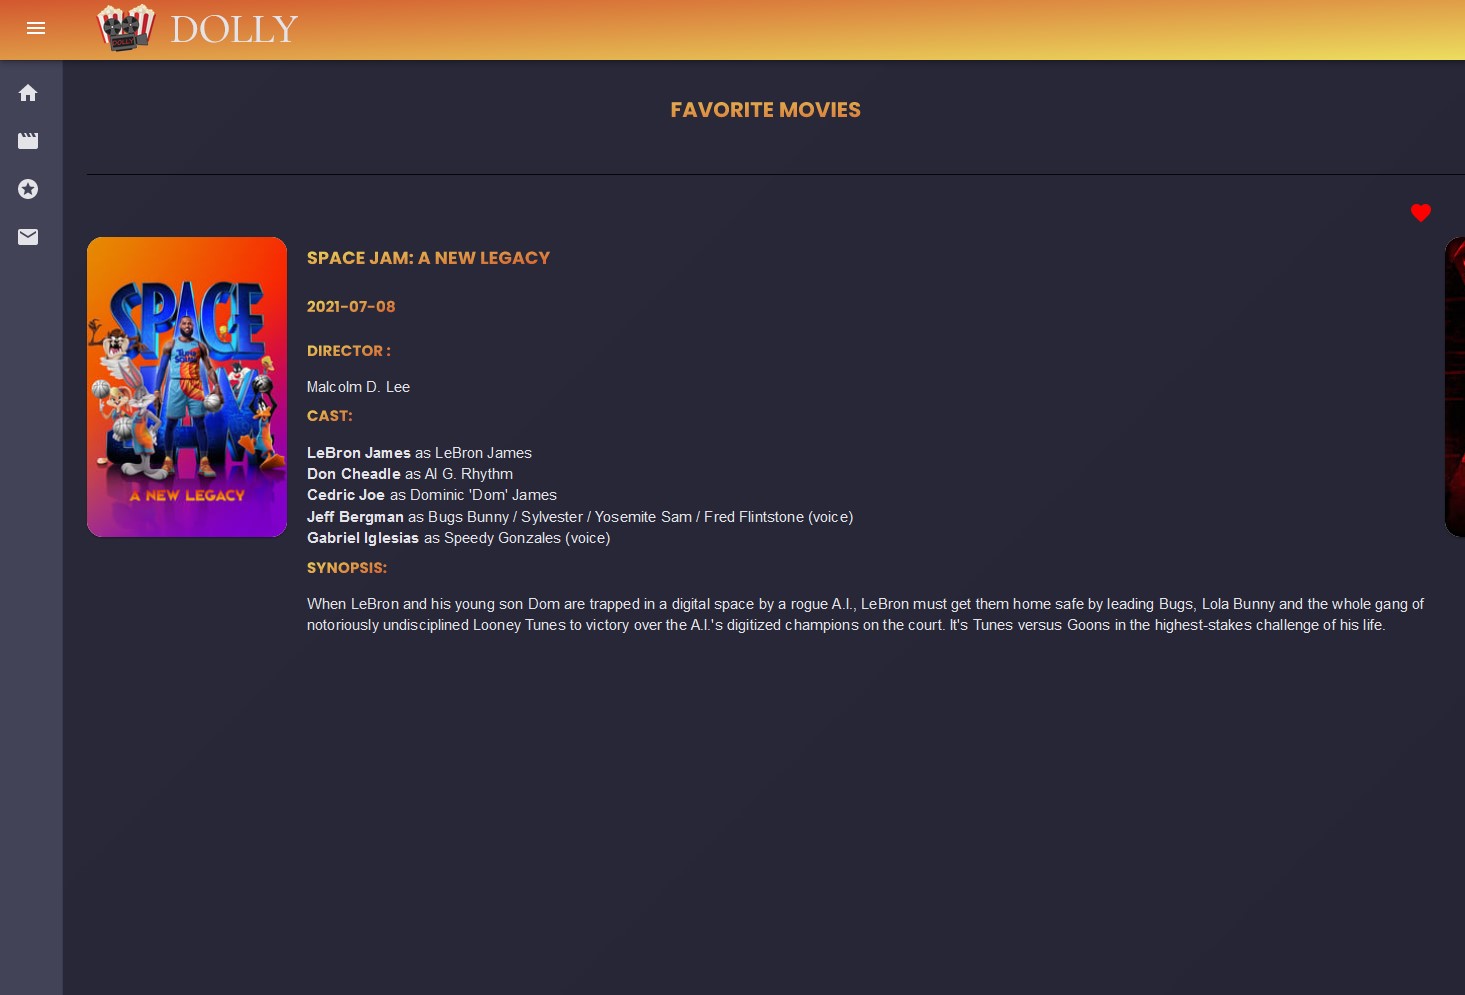 DOLLY
FAVORITE MOVIES
SPACE
A NEW LEGACY
SPACE JAM: A NEW LEGACY
2021-07-08
DIRECTOR :
Malcolm D. Lee
CAST:
LeBron James as LeBron James
Don Cheadle as Al G. Rhythm
Cedric Joe as Dominic 'Dom' James
Jeff Bergman as Bugs Bunny / Sylvester / Yosemite Sam / Fred Flintstone (voice)
Gabriel Iglesias as Speedy Gonzales (voice)
SYNOPSIS:
When LeBron and his young son Dom are trapped in a digital space by a rogue A.I., LeBron must get them home safe by leading Bugs, Lola Bunny and the whole gang of
notoriously undisciplined Looney Tunes to victory over the A.I.'s digitized champions on the court. It's Tunes versus Goons in the highest-stakes challenge of his life.